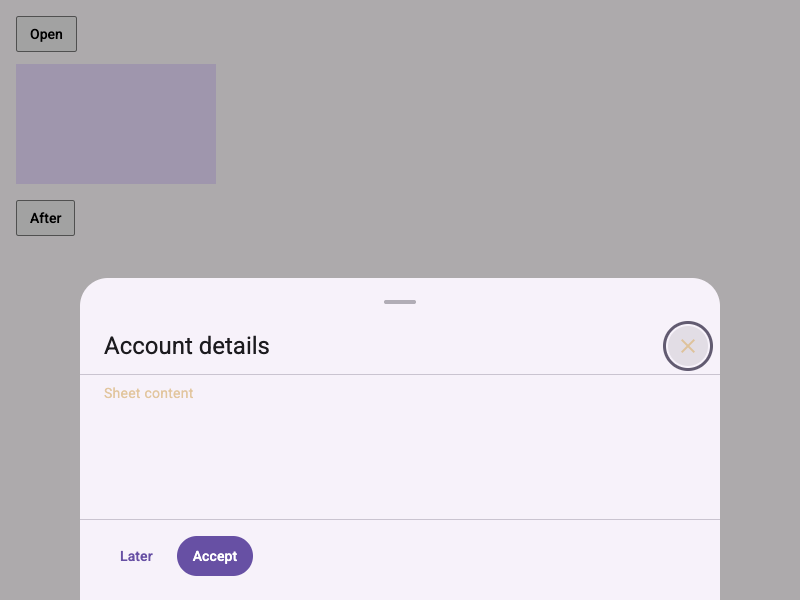 Open
After
Account details
Sheet content
Later
Accept